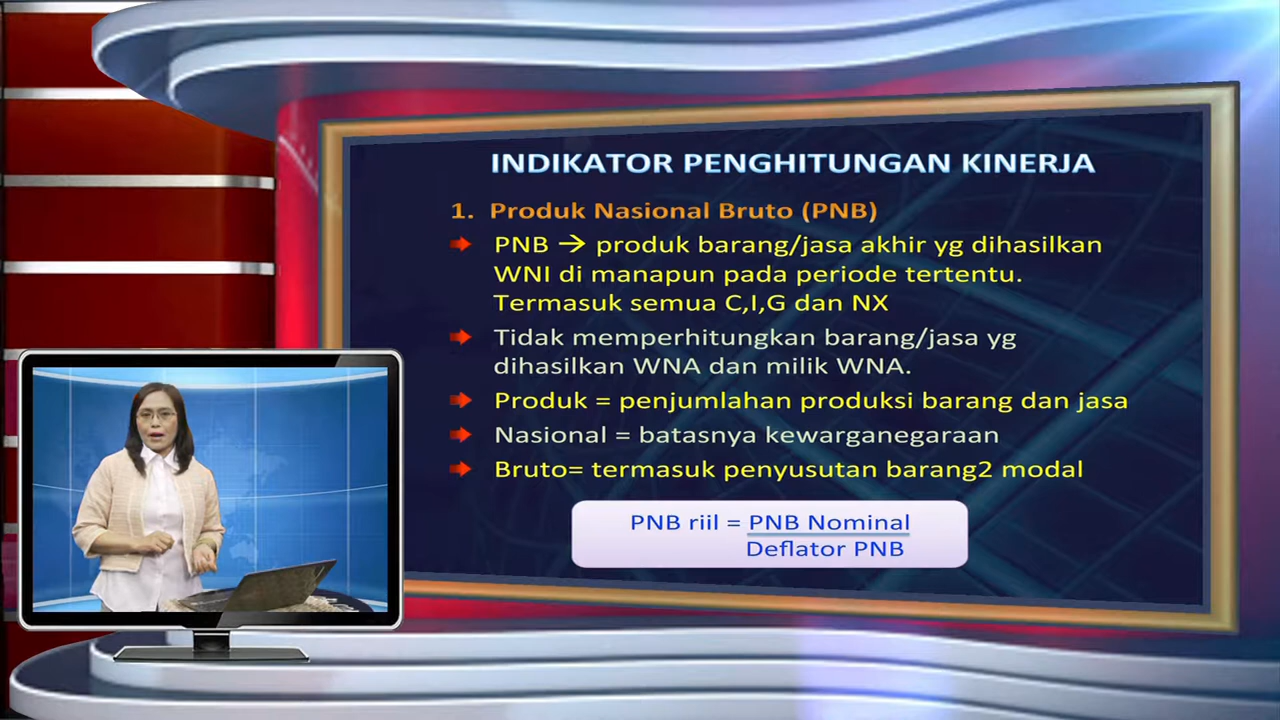 INDIKATOR PENGHITUNGAN KINERJA
1. Produk Nasional Bruto (PNB)
PNB → produk barang/jasa akhir yg dihasilkan
WNI di manapun pada periode tertentu.
Termasuk semua C,I,G dan NX
Tidak memperhitungkan barang/jasa yg
dihasilkan WNA dan milik WNA.
Produk = penjumlahan produksi barang dan jasa
Nasional = batasnya kewarganegaraan
Bruto= termasuk penyusutan barang2 modal
PNB riil = PNB Nominal
Deflator PNB